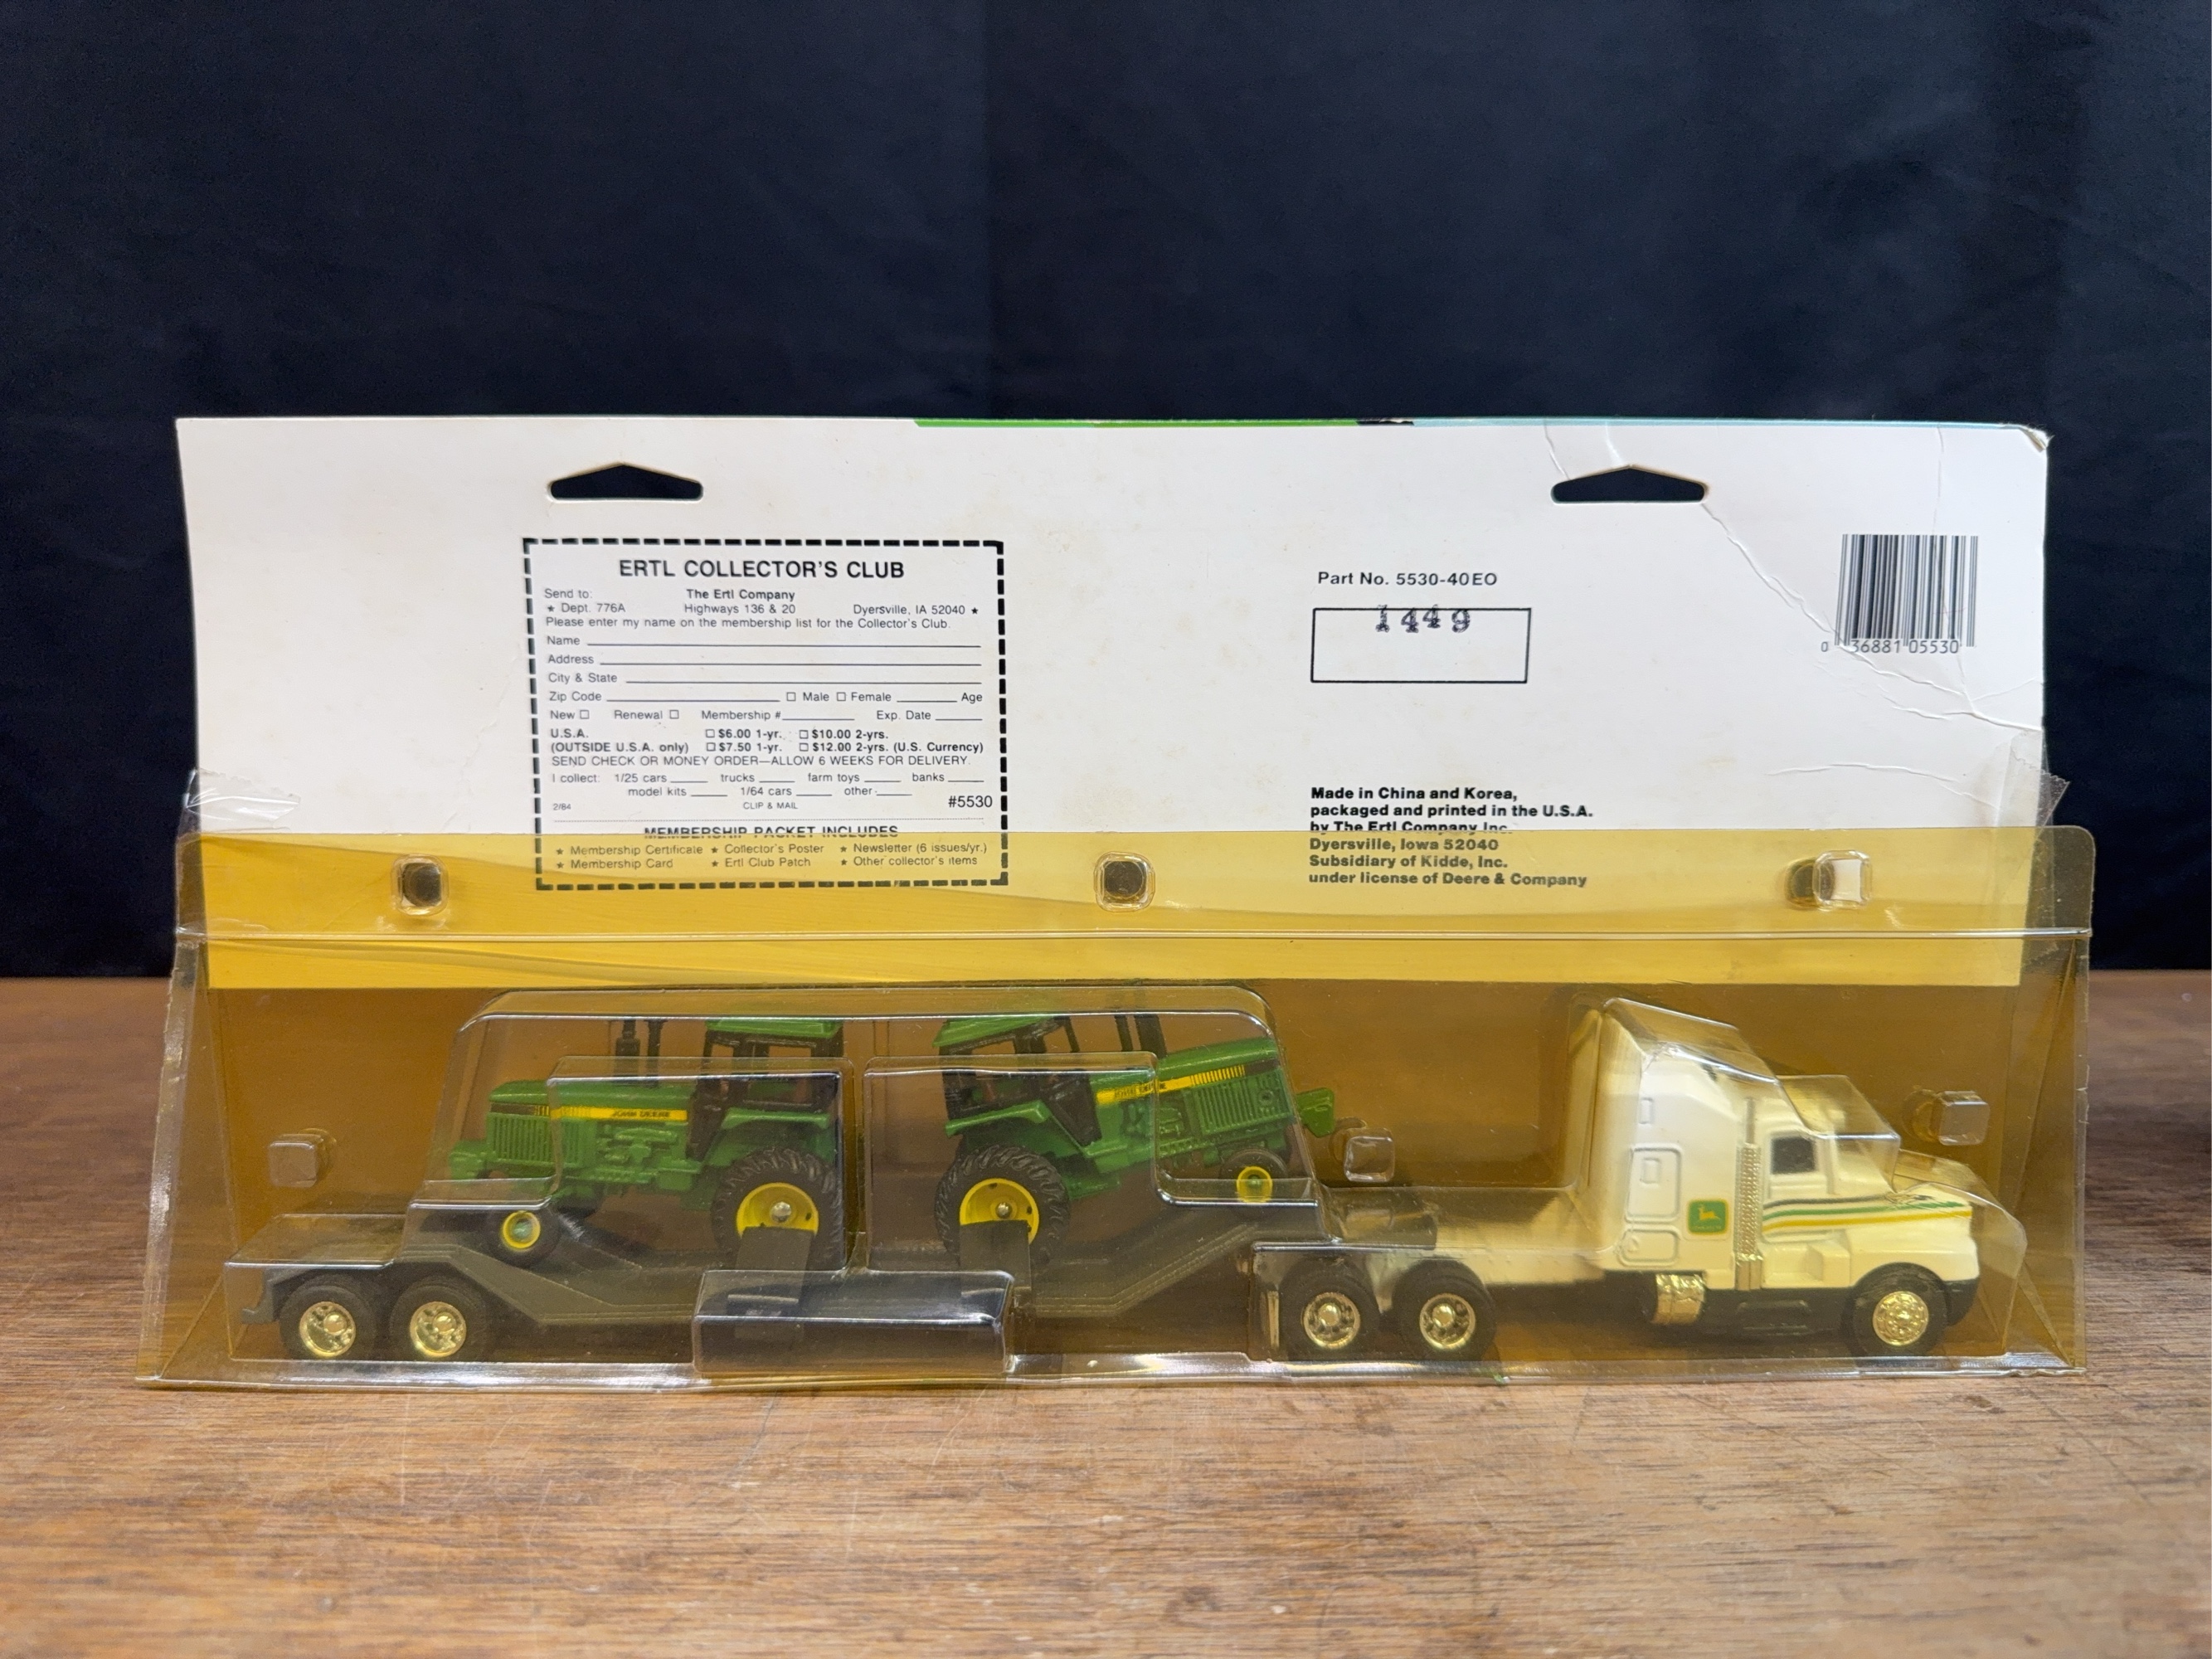 ERTL COLLECTOR'S CLUB
Send to: The Ertl Company
★ Dept. 776A Highways 136 & 20 Dyersville, IA 52040 ★
Please enter my name on the membership list for the Collector's Club.
Name
Address
City & State
Zip Code □ Male □ Female Age
New □ Renewal □ Membership # Exp. Date
U.S.A. □ $6.00 1-yr. □ $10.00 2-yrs.
(OUTSIDE U.S.A. only) □ $7.50 1-yr. □ $12.00 2-yrs. (U.S. Currency)
SEND CHECK OR MONEY ORDER—ALLOW 6 WEEKS FOR DELIVERY.
I collect: 1/25 cars trucks farm toys banks
model kits 1/64 cars other
2/84 CLIP & MAIL #5530
MEMBERSHIP PACKET INCLUDES
★ Membership Certificate ★ Collector's Poster ★ Newsletter (6 issues/yr.)
★ Membership Card ★ Ertl Club Patch ★ Other collector's items
Part No. 5530-40EO
1449
0 36881 05530
Made in China and Korea,
packaged and printed in the U.S.A.
by The Ertl Company Inc.
Dyersville, Iowa 52040
Subsidiary of Kidde, Inc.
under license of Deere & Company
JOHN DEERE